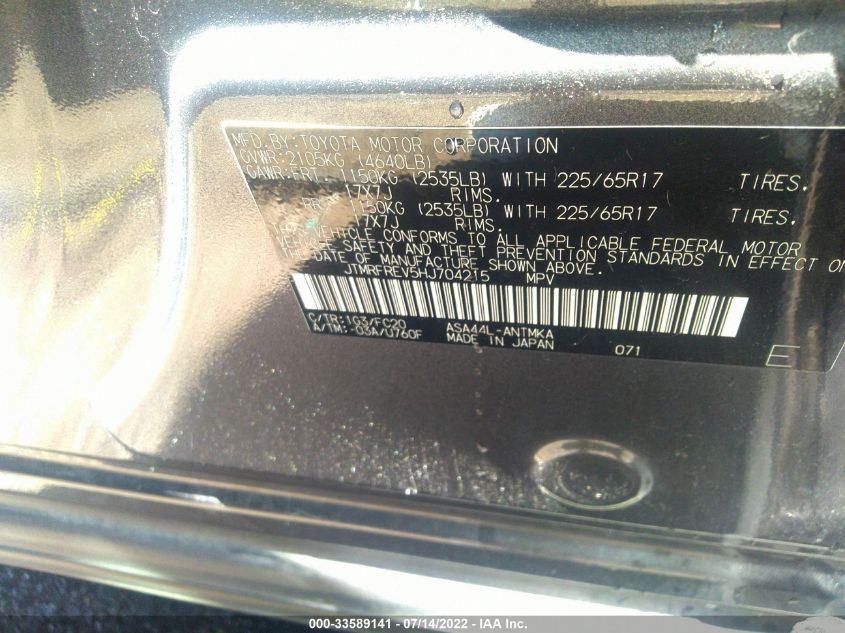 MFD. BY: TOYOTA MOTOR CORPORATION
GVWR: 2105KG (4640LB)
GAWR: FRT. 1150KG (2535LB) WITH 225/65R17 TIRES.
17X7J RIMS.
RR. 1150KG (2535LB) WITH 225/65R17 TIRES.
17X7J RIMS.
VEHICLE CONFORMS TO ALL APPLICABLE FEDERAL MOTOR
SAFETY AND THEFT PREVENTION STANDARDS IN EFFECT ON
DATE OF MANUFACTURE SHOWN ABOVE.
JTMRFREV5HJ704215 MPV
C/TR: 1G3/FC20 ASA44L-ANTMKA
A/TM: -03A/U760F MADE IN JAPAN
071 E
000-33589141 - 07/14/2022 - IAA Inc.